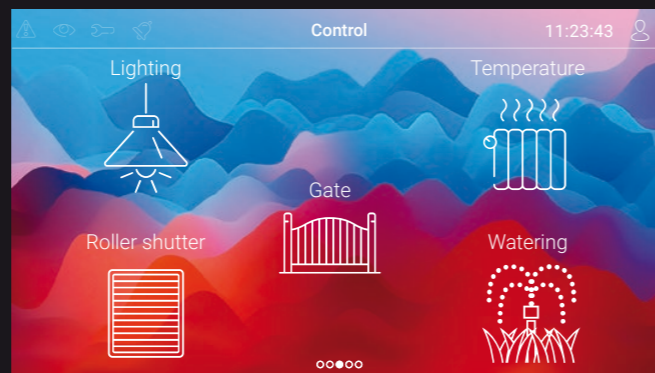 Control
11:23:43
Lighting
Temperature
Gate
Roller shutter
Watering